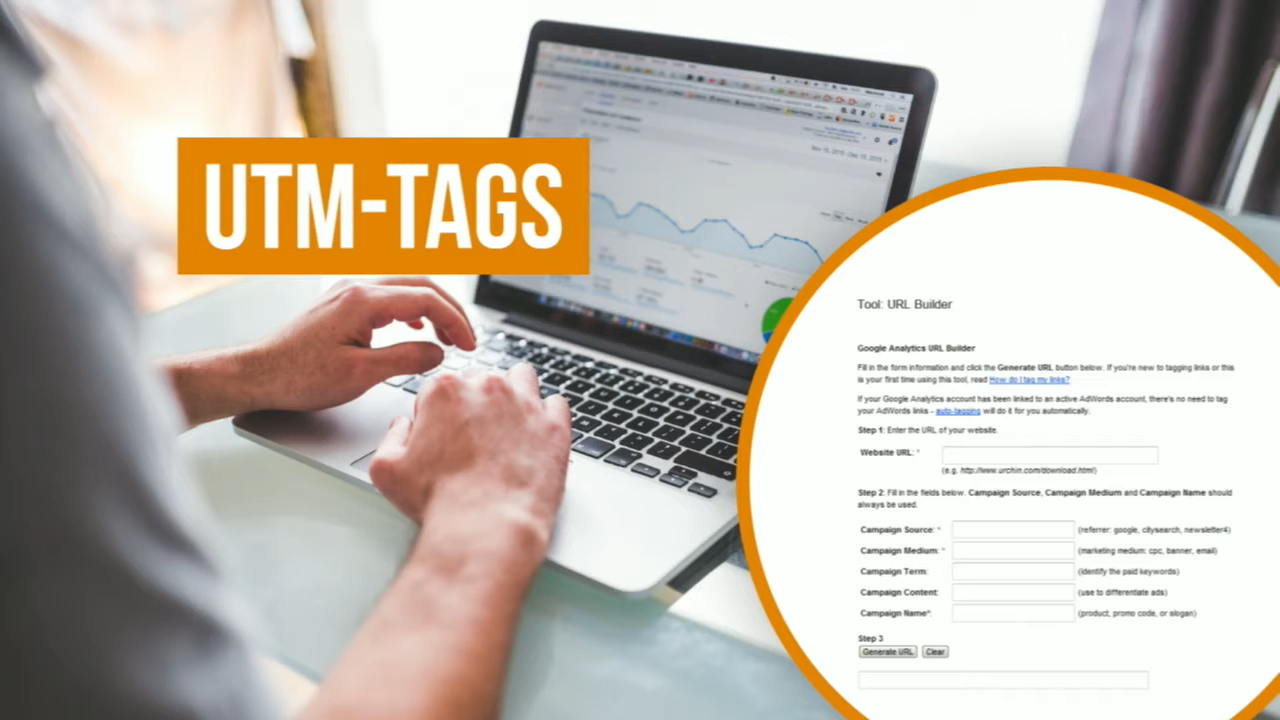 UTM-TAGS
Tool: URL Builder
Google Analytics URL Builder
Fill in the form information and click the Generate URL button below. If you're new to tagging links or this
is your first time using this tool, read How do I tag my links?
If your Google Analytics account has been linked to an active AdWords account, there's no need to tag
your AdWords links - auto-tagging will do it for you automatically.
Step 1: Enter the URL of your website.
Website URL: *
(e.g. http://www.urchin.com/download.html)
Step 2: Fill in the fields below. Campaign Source, Campaign Medium and Campaign Name should
always be used.
Campaign Source: * (referrer: google, citysearch, newsletter4)
Campaign Medium: * (marketing medium: cpc, banner, email)
Campaign Term: (identify the paid keywords)
Campaign Content: (use to differentiate ads)
Campaign Name*: (product, promo code, or slogan)
Step 3
Generate URL Clear